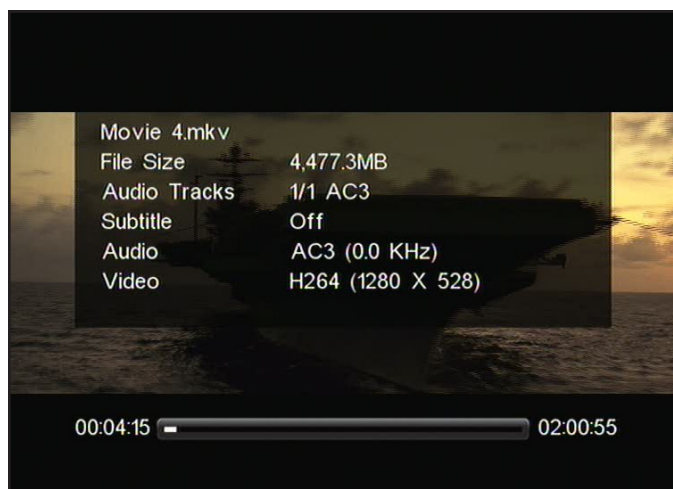 Movie 4.mkv
File Size 4,477.3MB
Audio Tracks 1/1 AC3
Subtitle Off
Audio AC3 (0.0 KHz)
Video H264 (1280 X 528)
00:04:15 02:00:55